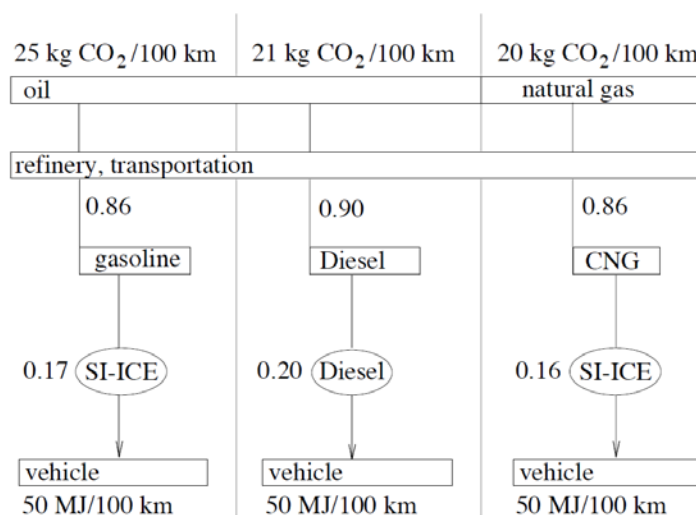 25 kg CO₂/100 km 21 kg CO₂/100 km 20 kg CO₂/100 km
oil natural gas
refinery, transportation
0.86 0.90 0.86
gasoline Diesel CNG
0.17 SI-ICE 0.20 Diesel 0.16 SI-ICE
vehicle vehicle vehicle
50 MJ/100 km 50 MJ/100 km 50 MJ/100 km